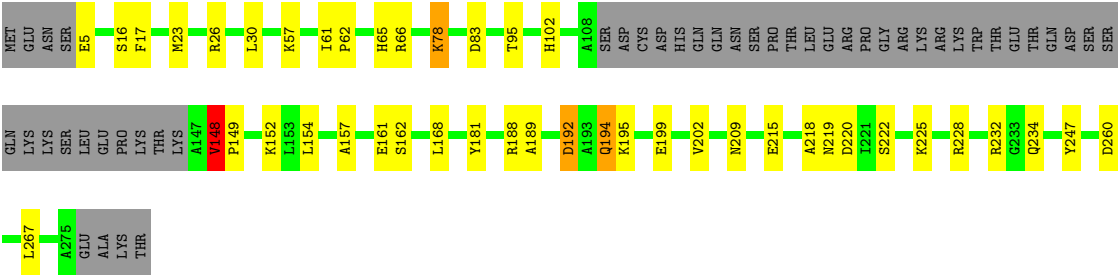 MET GLU ASN SER E5 S16 F17 M23 R26 L30 K57 I61 P62 H65 R66 K78 D83 T95 H102 A108 SER ASP CYS ASP HIS GLN GLN ASN SER PRO THR LEU GLU ARG PRO GLY ARG LYS ARG LYS TRP THR GLU THR GLN ASP SER SER
GLN LYS LYS SER LEU GLU PRO LYS THR LYS A147 V148 P149 K152 L153 L154 A157 E161 S162 L168 Y181 R188 A189 D192 A193 Q194 K195 E199 V202 N209 E215 A218 N219 D220 I221 S222 K225 R228 R232 G233 Q234 Y247 D260
L267 A275 GLU ALA LYS THR